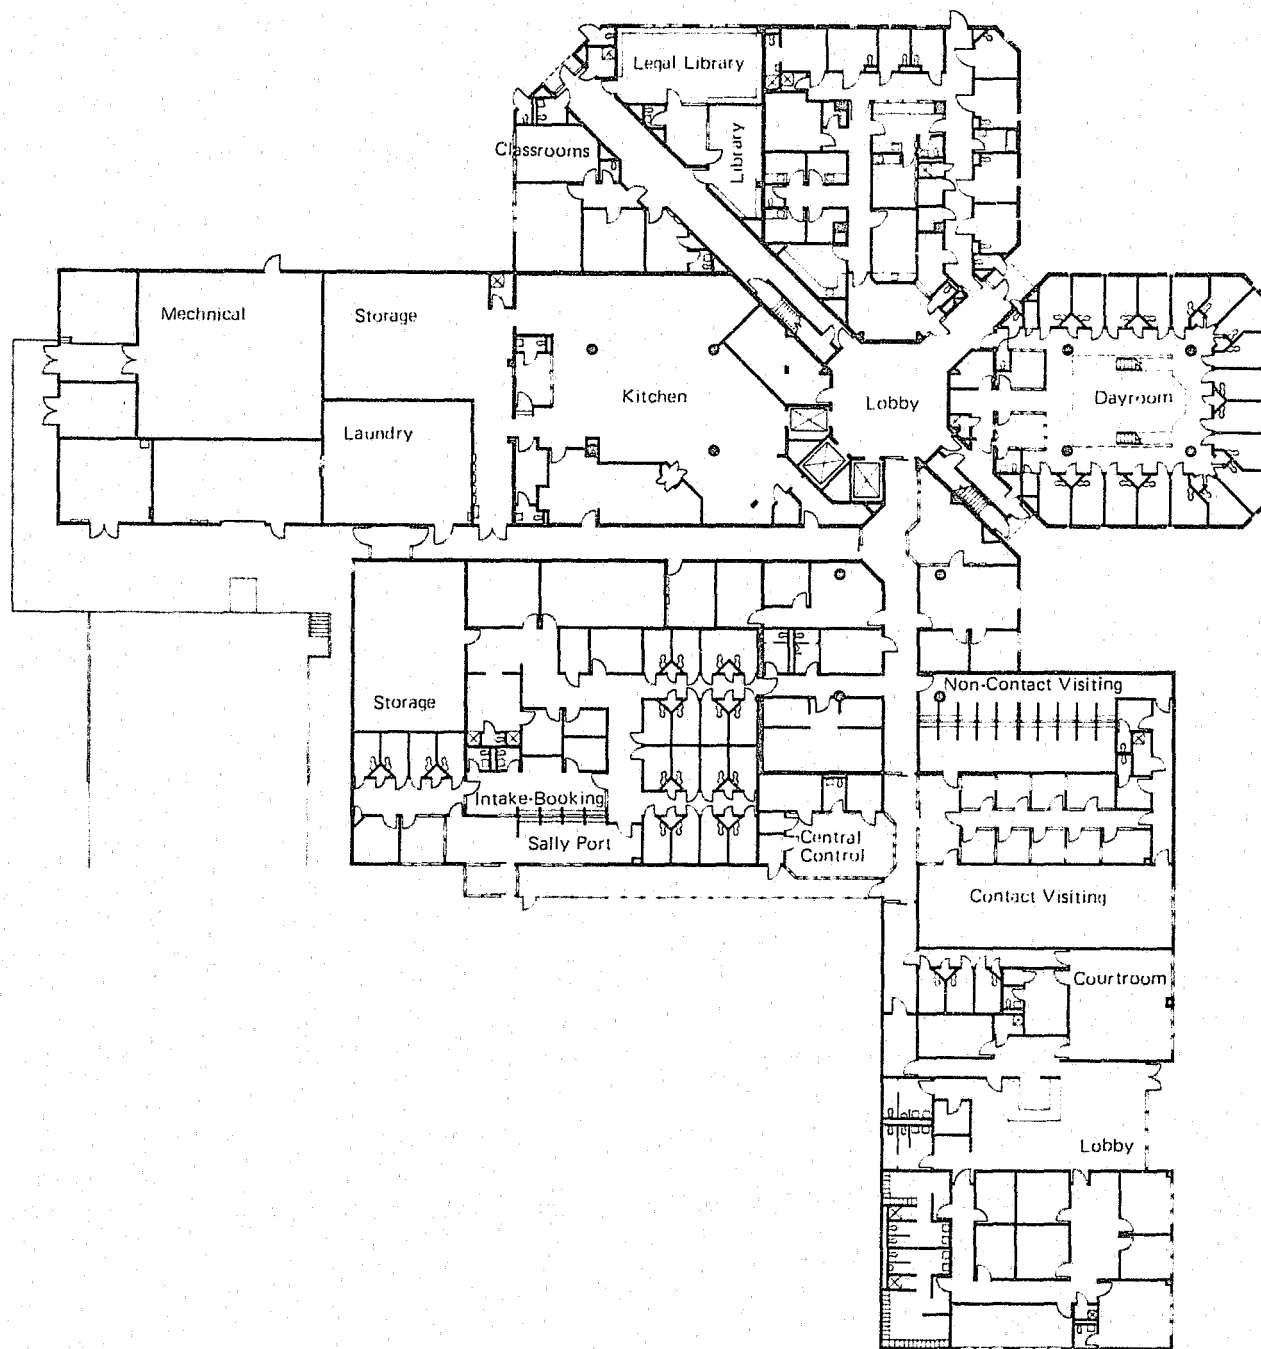 Legal Library
Classrooms
Library
Mechnical
Storage
Kitchen
Lobby
Dayroom
Laundry
Non-Contact Visiting
Storage
Intake-Booking
Sally Port
Central
Control
Contact Visiting
Courtroom
Lobby